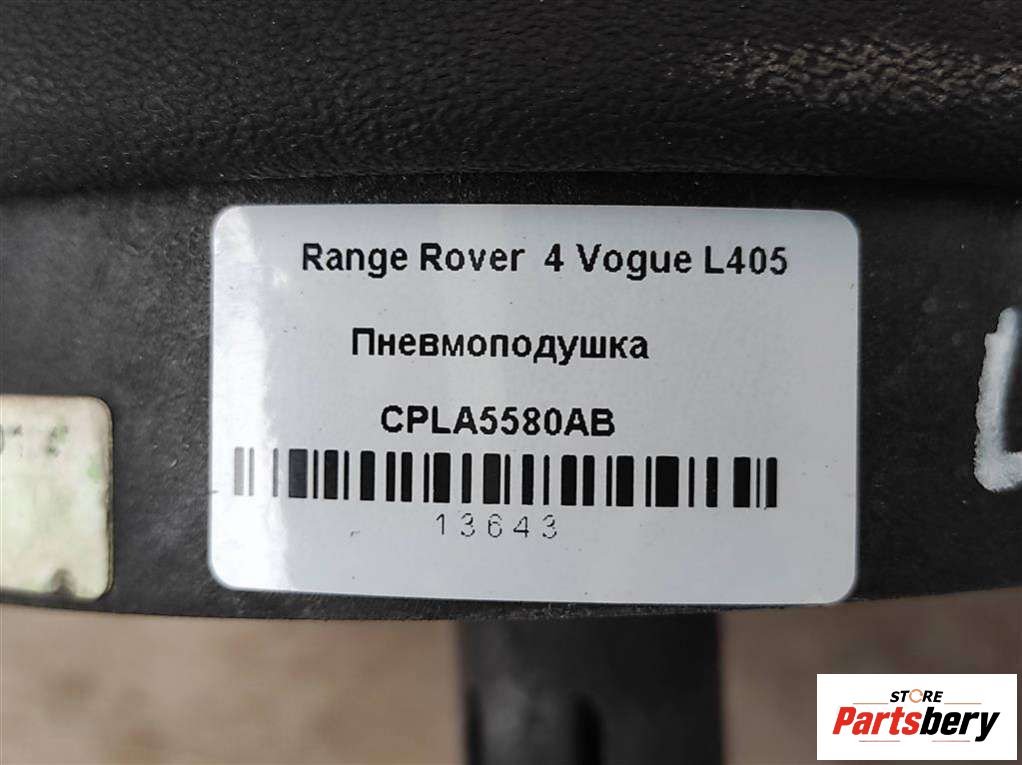 Range Rover 4 Vogue L405
Пневмоподушка
CPLA5580AB
13643
STORE
Partsbery